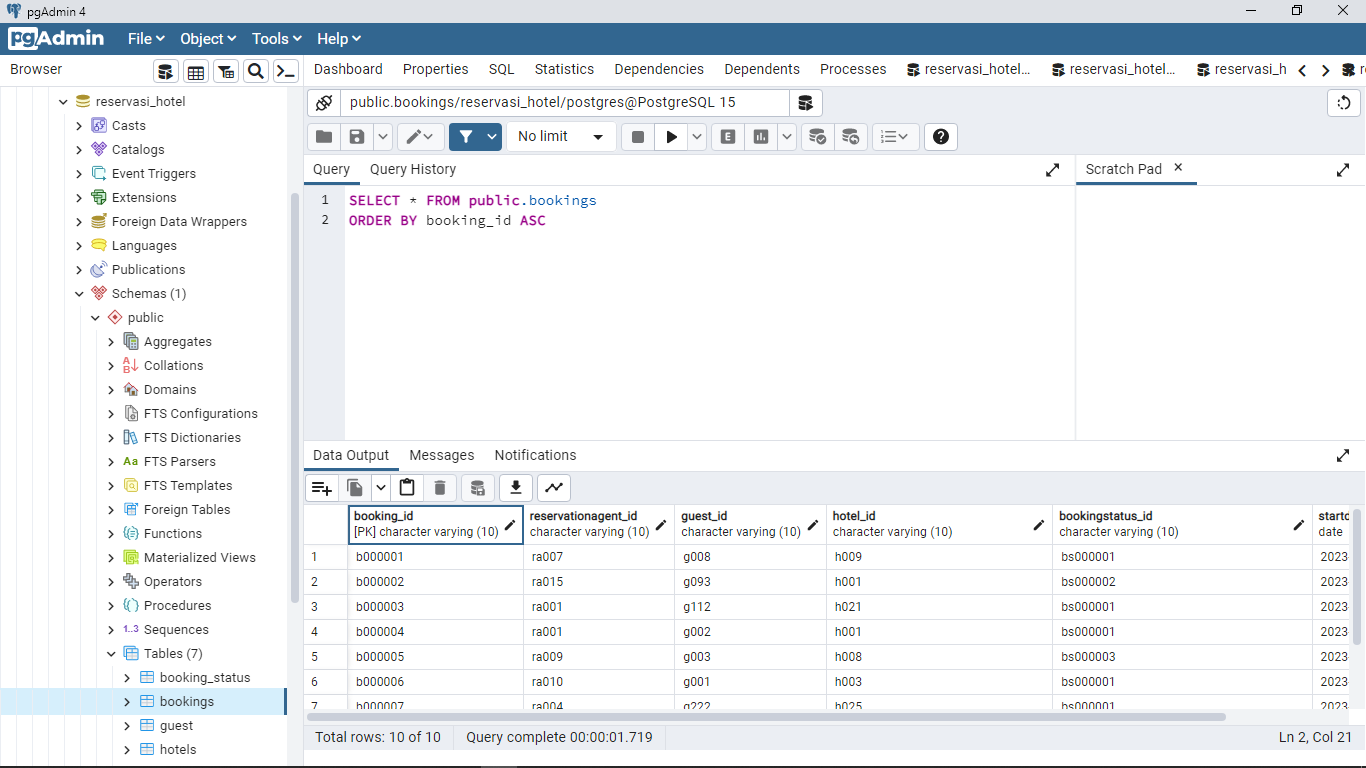 pgAdmin 4
pgAdmin File Object Tools Help
Browser
Dashboard Properties SQL Statistics Dependencies Dependents Processes reservasi_hotel... reservasi_hotel... reservasi_h
reservasi_hotel
Casts
Catalogs
Event Triggers
Extensions
Foreign Data Wrappers
Languages
Publications
Schemas (1)
public
Aggregates
Collations
Domains
FTS Configurations
FTS Dictionaries
Aa FTS Parsers
FTS Templates
Foreign Tables
Functions
Materialized Views
Operators
Procedures
1..3 Sequences
Tables (7)
booking_status
bookings
guest
hotels
public.bookings/reservasi_hotel/postgres@PostgreSQL 15
No limit
E
Query Query History
Scratch Pad
1 SELECT * FROM public.bookings
2 ORDER BY booking_id ASC
Data Output Messages Notifications
booking_id reservationagent_id guest_id hotel_id bookingstatus_id
[PK] character varying (10) character varying (10) character varying (10) character varying (10) character varying (10) date
1 b000001 ra007 g008 h009 bs000001 2023
2 b000002 ra015 g093 h001 bs000002 2023
3 b000003 ra001 g112 h021 bs000001 2023
4 b000004 ra001 g002 h001 bs000001 2023
5 b000005 ra009 g003 h008 bs000003 2023
6 b000006 ra010 g001 h003 bs000001 2023
7 b000007 ra004 g222 h025 bs000001 2023
Total rows: 10 of 10 Query complete 00:00:01.719 Ln 2, Col 21